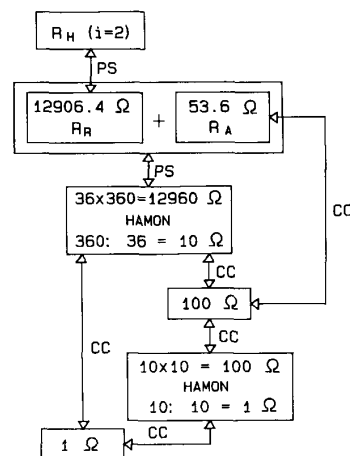 R_H (i=2)
PS
12906.4 Ω
R_R
+
53.6 Ω
R_A
PS
CC
36x360=12960 Ω
HAMON
360: 36 = 10 Ω
CC
100 Ω
CC
CC
10x10 = 100 Ω
HAMON
10: 10 = 1 Ω
CC
1 Ω